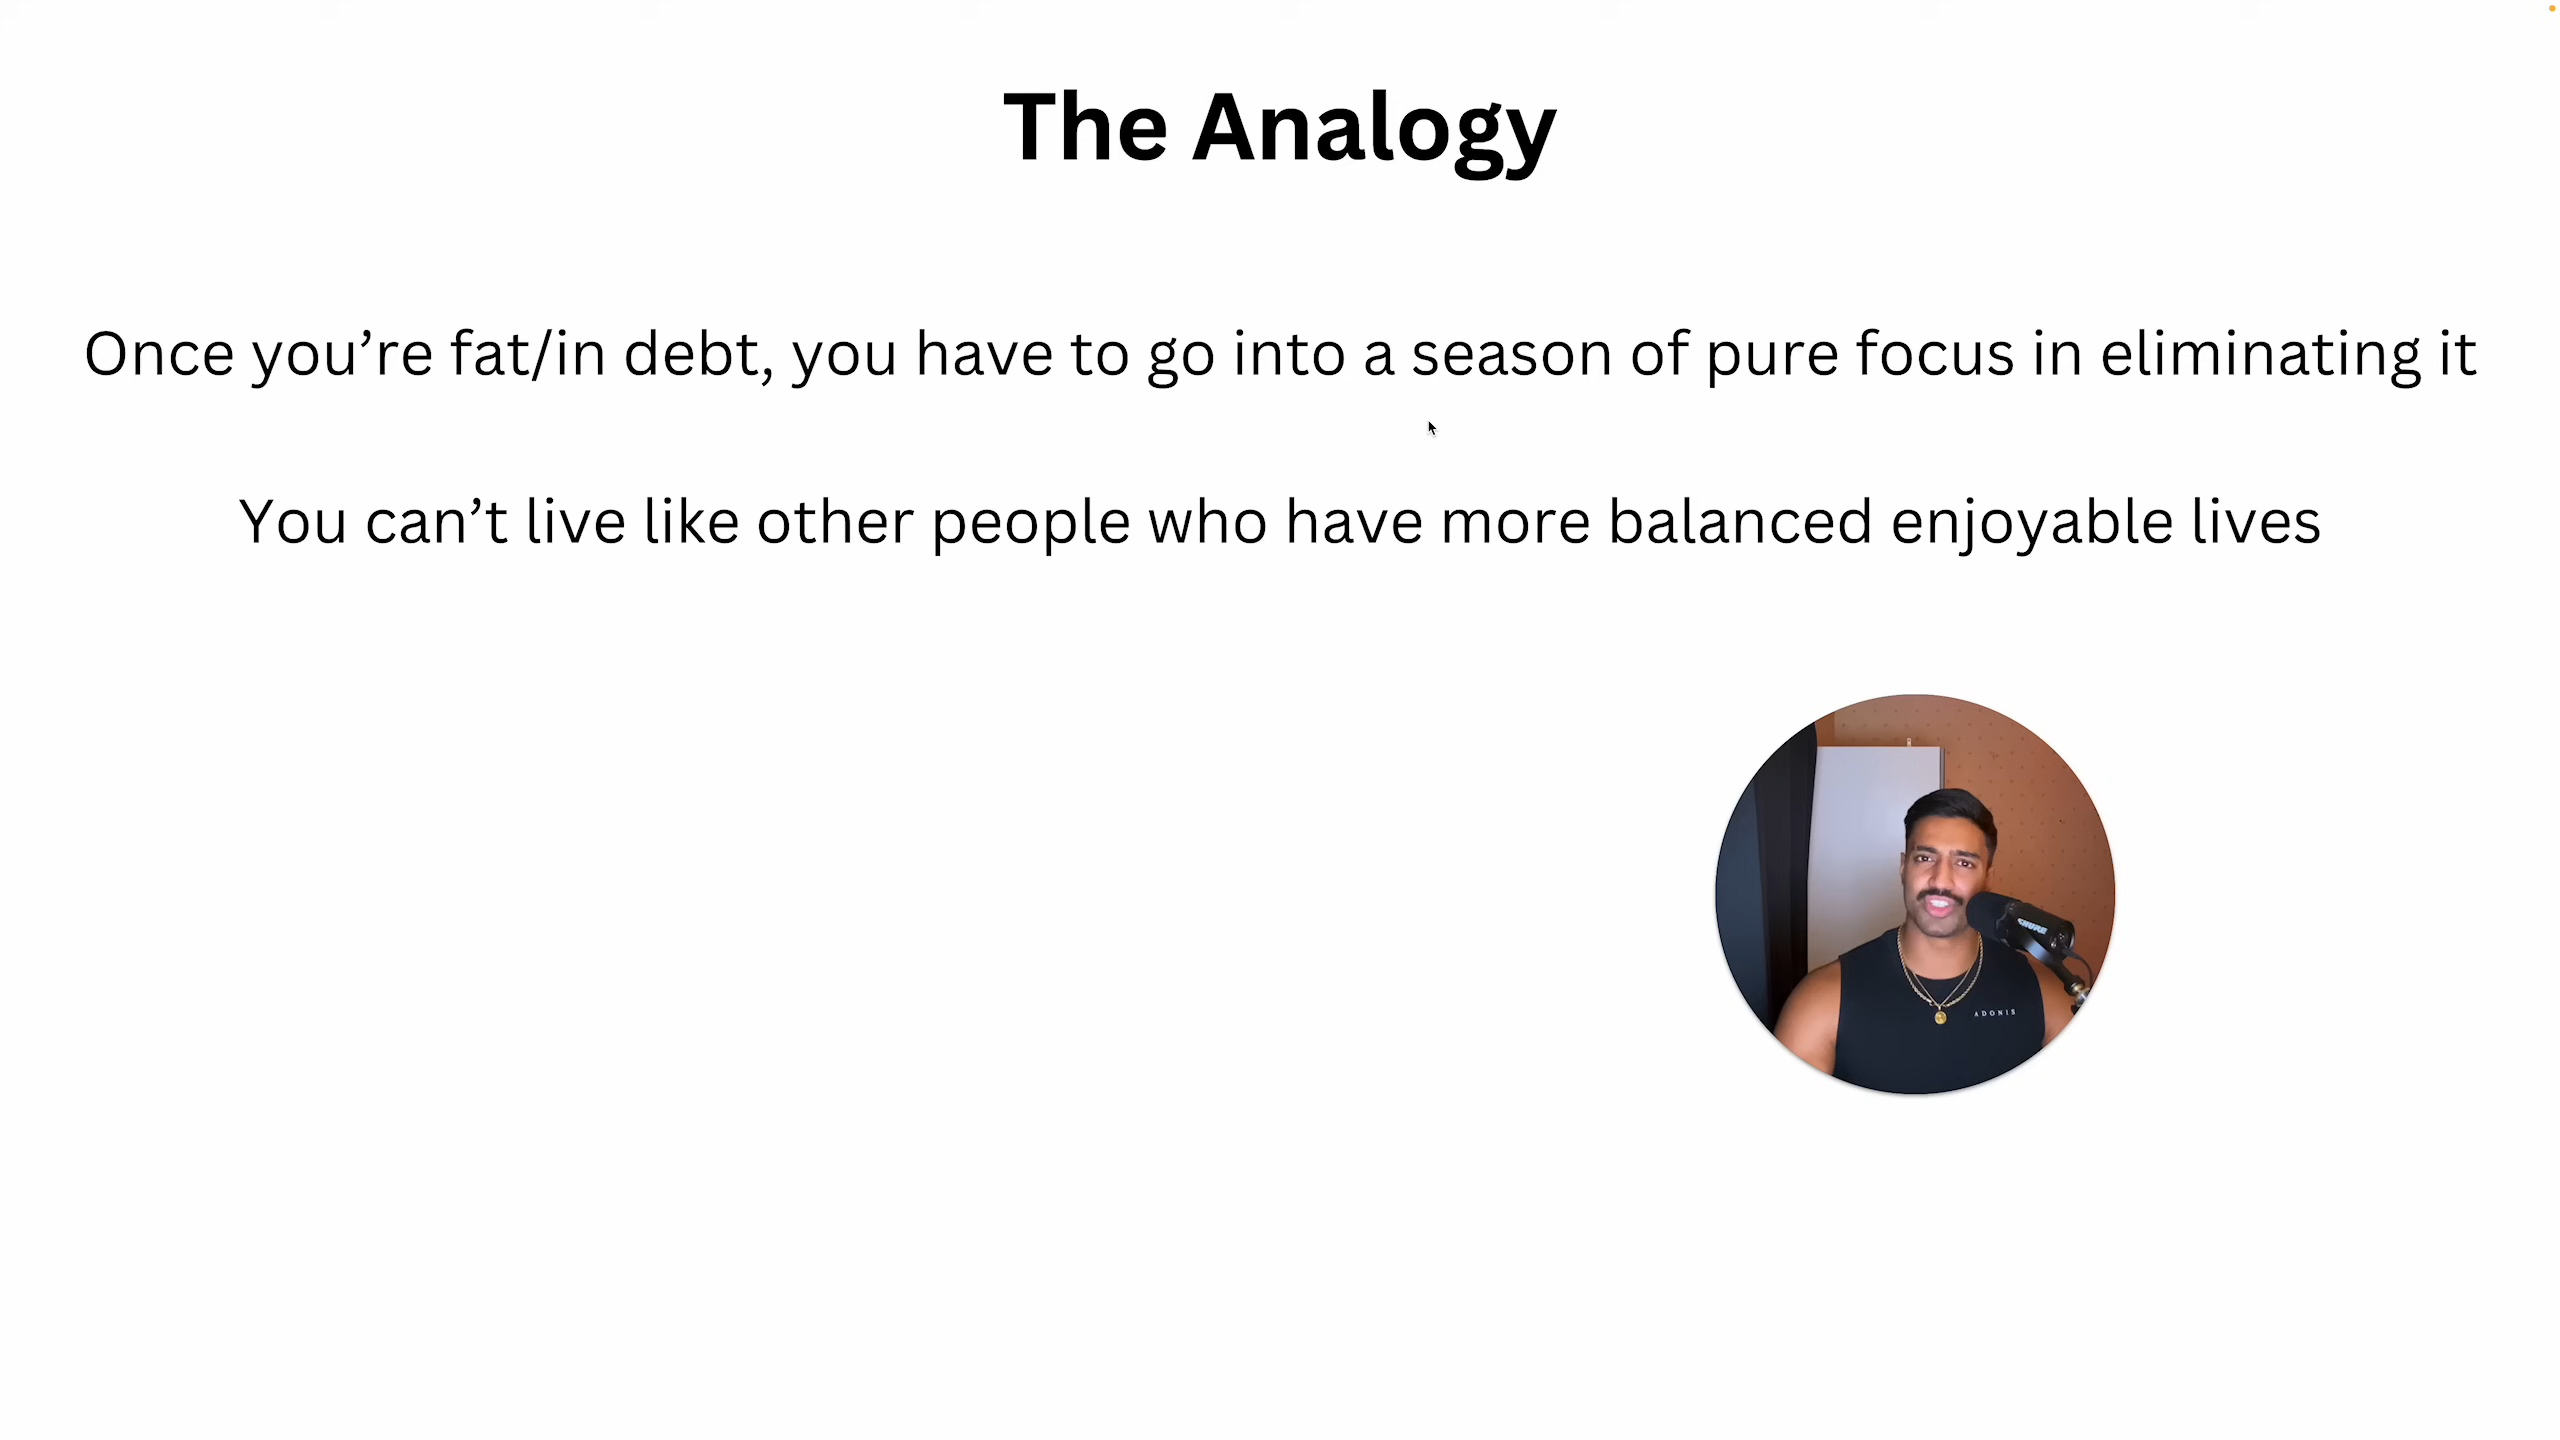 The Analogy
Once you’re fat/in debt, you have to go into a season of pure focus in eliminating it
You can’t live like other people who have more balanced enjoyable lives
SHURE
ADONIS